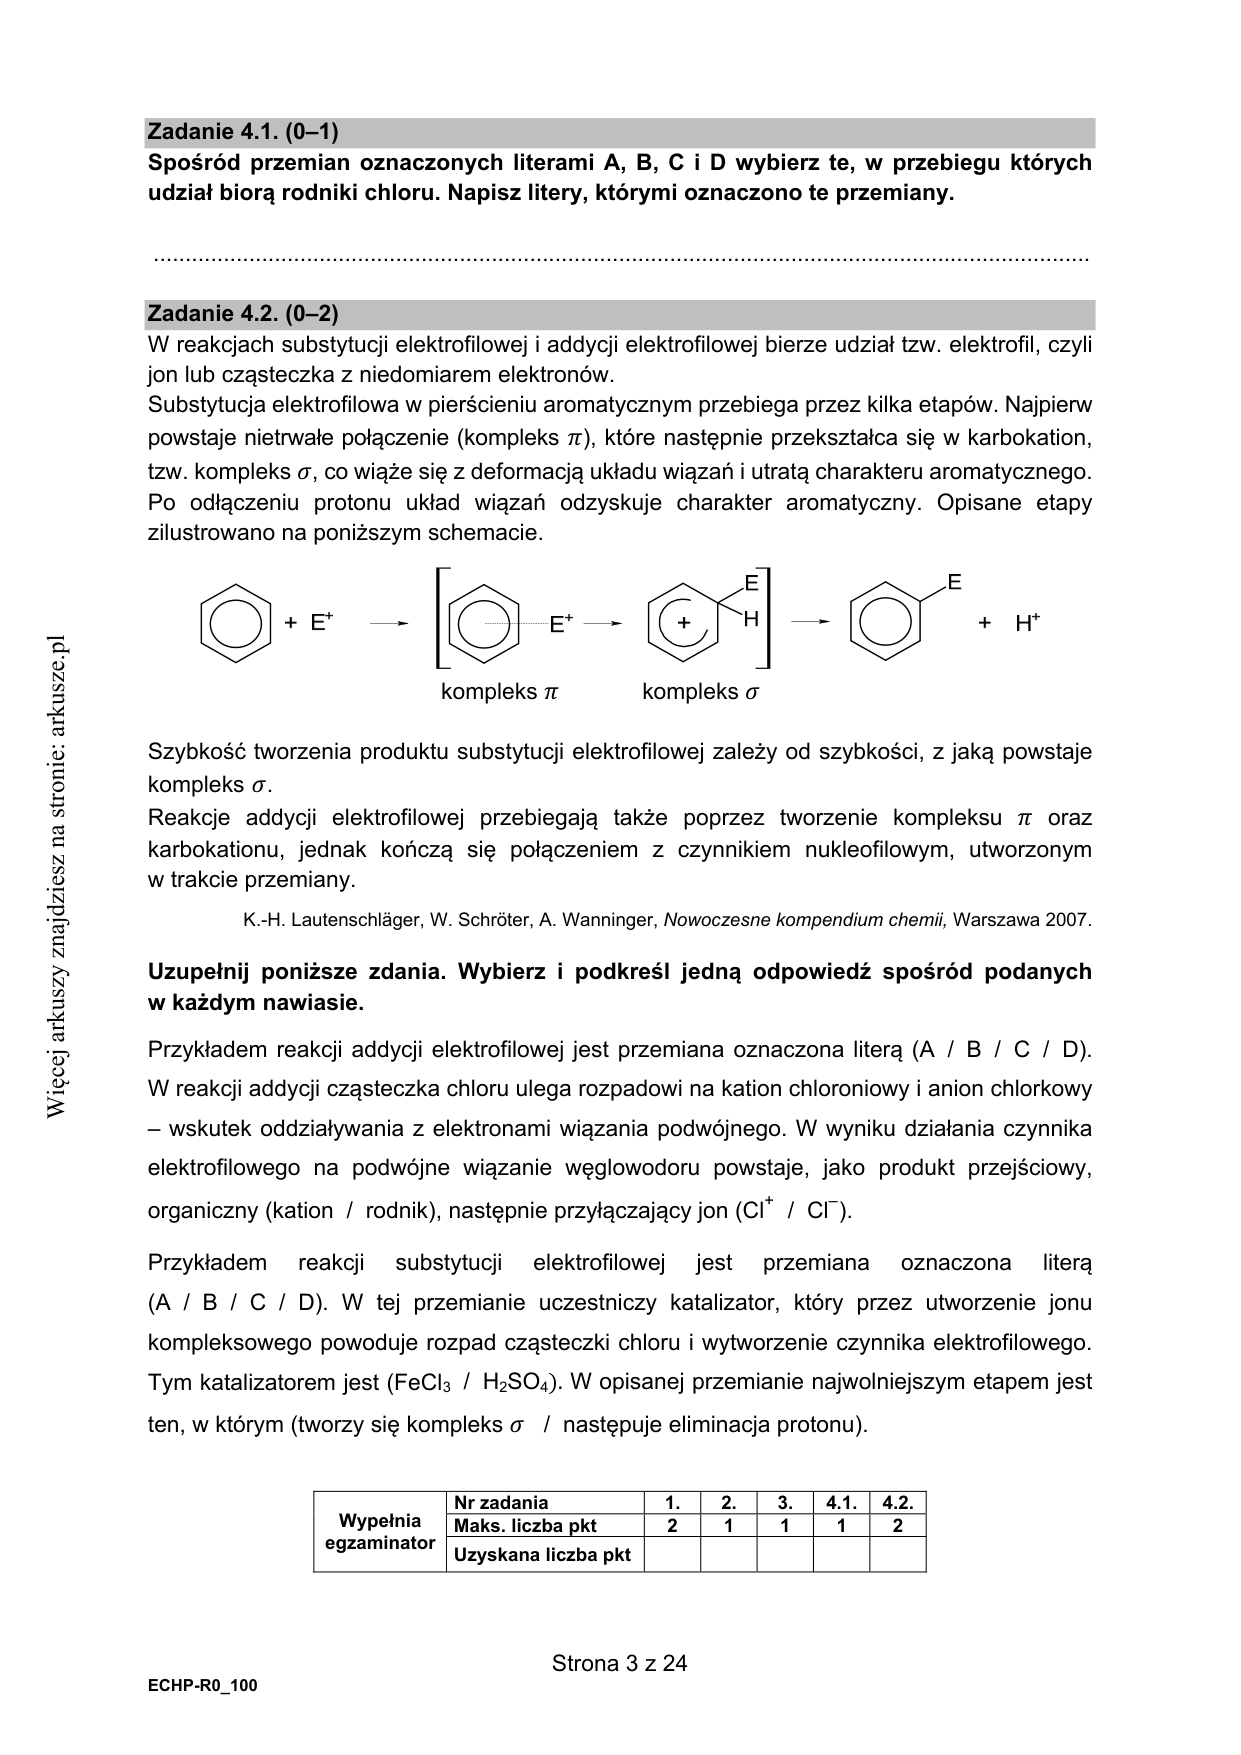 Zadanie 4.1. (0–1)
Spośród przemian oznaczonych literami A, B, C i D wybierz te, w przebiegu których
udział biorą rodniki chloru. Napisz litery, którymi oznaczono te przemiany.
....................................................................................................................................................
Zadanie 4.2. (0–2)
W reakcjach substytucji elektrofilowej i addycji elektrofilowej bierze udział tzw. elektrofil, czyli
jon lub cząsteczka z niedomiarem elektronów.
Substytucja elektrofilowa w pierścieniu aromatycznym przebiega przez kilka etapów. Najpierw
powstaje nietrwałe połączenie (kompleks π), które następnie przekształca się w karbokation,
tzw. kompleks σ, co wiąże się z deformacją układu wiązań i utratą charakteru aromatycznego.
Po odłączeniu protonu układ wiązań odzyskuje charakter aromatyczny. Opisane etapy
zilustrowano na poniższym schemacie.
+ E⁺ E⁺ + E H E + H⁺
kompleks π kompleks σ
Szybkość tworzenia produktu substytucji elektrofilowej zależy od szybkości, z jaką powstaje
kompleks σ.
Reakcje addycji elektrofilowej przebiegają także poprzez tworzenie kompleksu π oraz
karbokationu, jednak kończą się połączeniem z czynnikiem nukleofilowym, utworzonym
w trakcie przemiany.
K.-H. Lautenschläger, W. Schröter, A. Wanninger, Nowoczesne kompendium chemii, Warszawa 2007.
Uzupełnij poniższe zdania. Wybierz i podkreśl jedną odpowiedź spośród podanych
w każdym nawiasie.
Przykładem reakcji addycji elektrofilowej jest przemiana oznaczona literą (A / B / C / D).
W reakcji addycji cząsteczka chloru ulega rozpadowi na kation chloroniowy i anion chlorkowy
– wskutek oddziaływania z elektronami wiązania podwójnego. W wyniku działania czynnika
elektrofilowego na podwójne wiązanie węglowodoru powstaje, jako produkt przejściowy,
organiczny (kation / rodnik), następnie przyłączający jon (Cl⁺ / Cl⁻).
Przykładem reakcji substytucji elektrofilowej jest przemiana oznaczona literą
(A / B / C / D). W tej przemianie uczestniczy katalizator, który przez utworzenie jonu
kompleksowego powoduje rozpad cząsteczki chloru i wytworzenie czynnika elektrofilowego.
Tym katalizatorem jest (FeCl₃ / H₂SO₄). W opisanej przemianie najwolniejszym etapem jest
ten, w którym (tworzy się kompleks σ / następuje eliminacja protonu).
Wypełnia
egzaminator
Nr zadania 1. 2. 3. 4.1. 4.2.
Maks. liczba pkt 2 1 1 1 2
Uzyskana liczba pkt
Strona 3 z 24
ECHP-R0_100
Więcej arkuszy znajdziesz na stronie: arkusze.pl